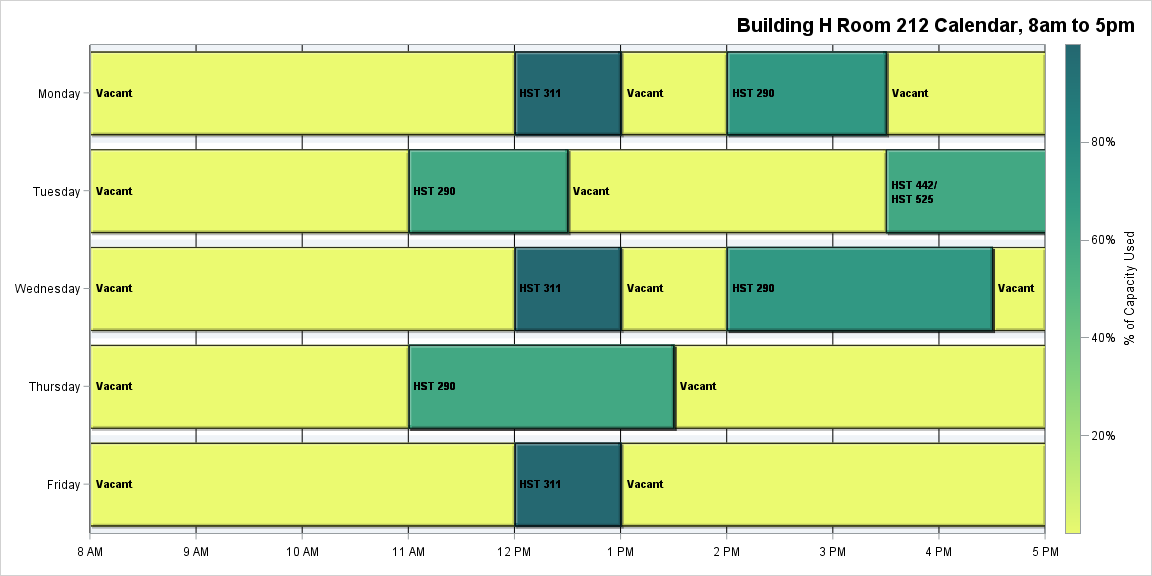 Building H Room 212 Calendar, 8am to 5pm
Monday
Vacant
HST 311
Vacant
HST 290
Vacant
Tuesday
Vacant
HST 290
Vacant
HST 442/
HST 525
Wednesday
Vacant
HST 311
Vacant
HST 290
Vacant
Thursday
Vacant
HST 290
Vacant
Friday
Vacant
HST 311
Vacant
8 AM
9 AM
10 AM
11 AM
12 PM
1 PM
2 PM
3 PM
4 PM
5 PM
80%
60%
40%
20%
% of Capacity Used